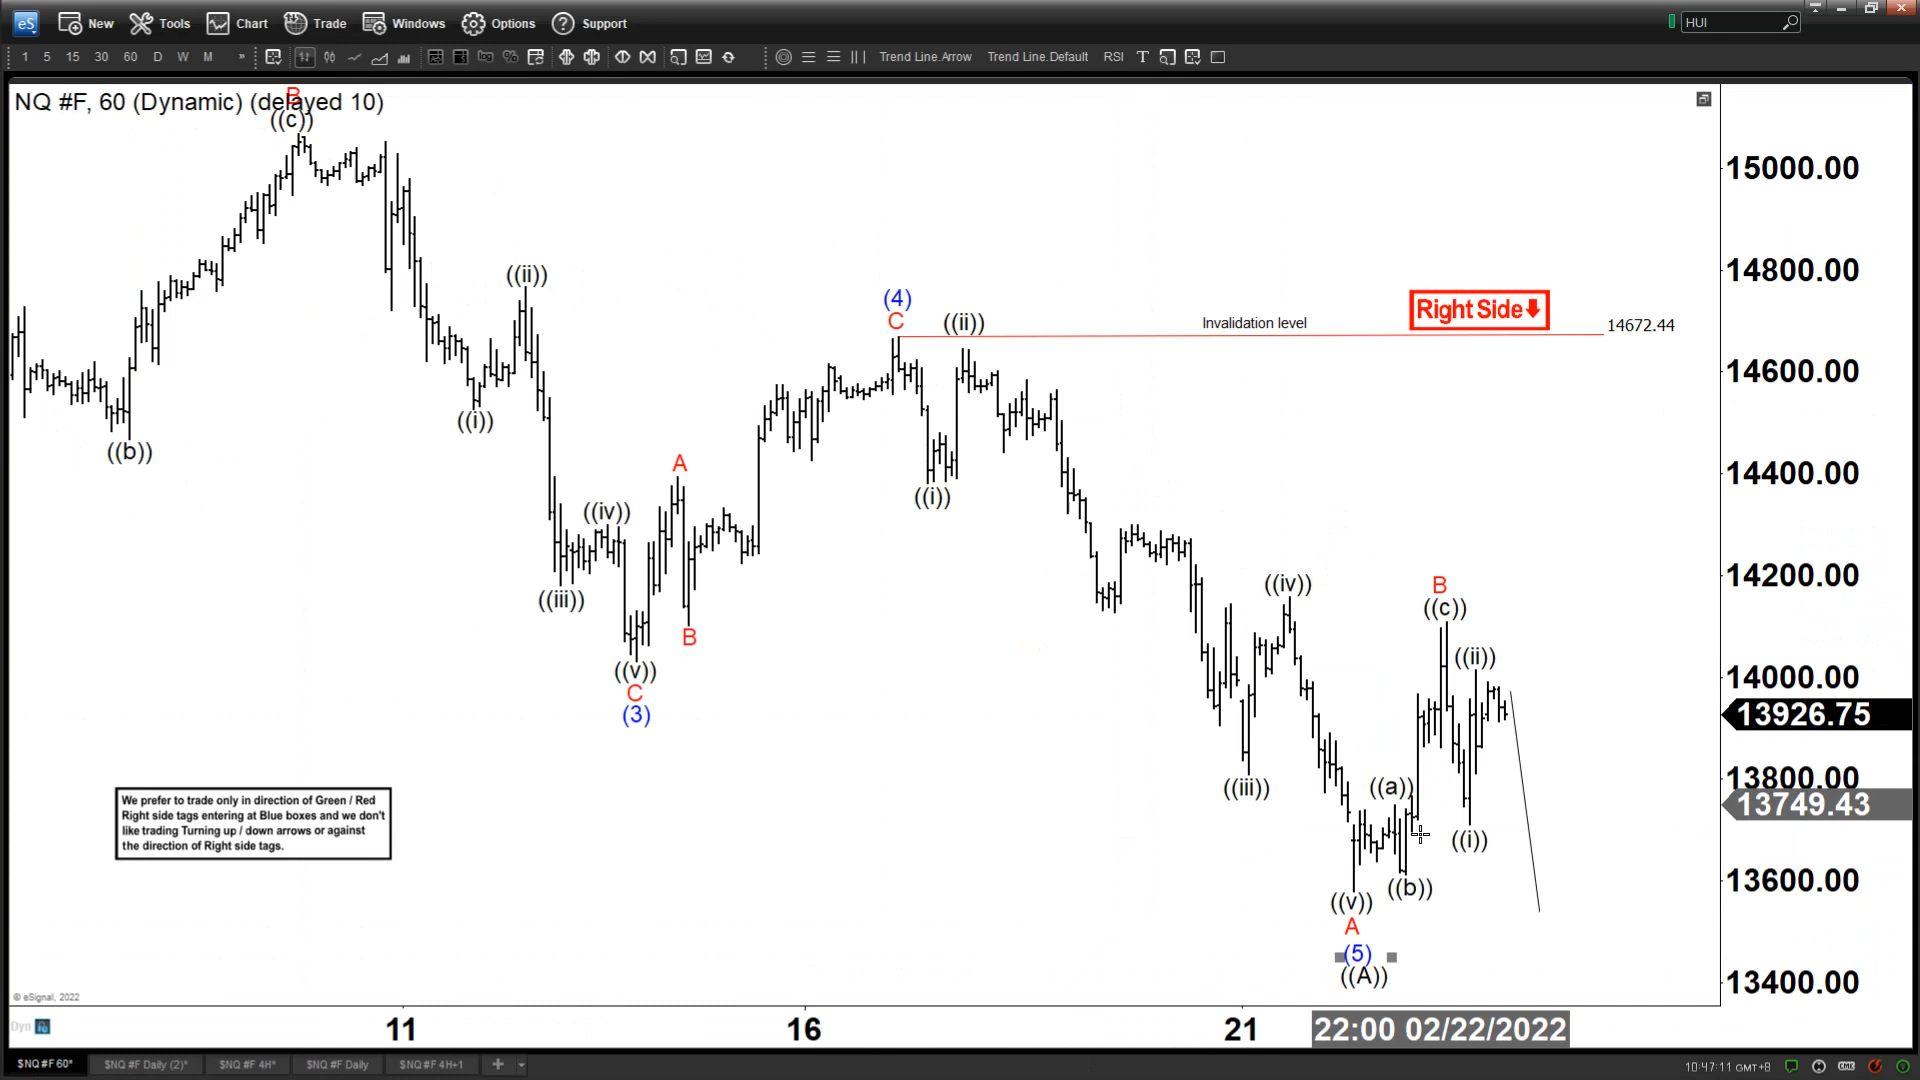 eS New Tools Chart Trade Windows Options Support HUI
1 5 15 30 60 D W M » Trend Line.Arrow Trend Line.Default RSI T
NQ #F, 60 (Dynamic) (delayed 10)
B
((c))
15000.00
((ii))
14800.00
(4)
C
((ii))
Invalidation level
Right Side
14672.44
14600.00
((i))
((b))
A
14400.00
((i))
((iv))
14200.00
((iv))
B
((c))
((iii))
B
((ii))
((v))
C
(3)
14000.00
13926.75
((iii))
((a))
13800.00
13749.43
((i))
We prefer to trade only in direction of Green / Red
Right side tags entering at Blue boxes and we don't
like trading Turning up / down arrows or against
the direction of Right side tags.
13600.00
((b))
((v))
A
(5)
((A))
13400.00
© eSignal, 2022
Dyn
11 16 21 22:00 02/22/2022
$NQ #F 60* $NQ #F Daily (2)* $NQ #F 4H* $NQ #F Daily $NQ #F 4H+1 +
10:47:11 GMT+8